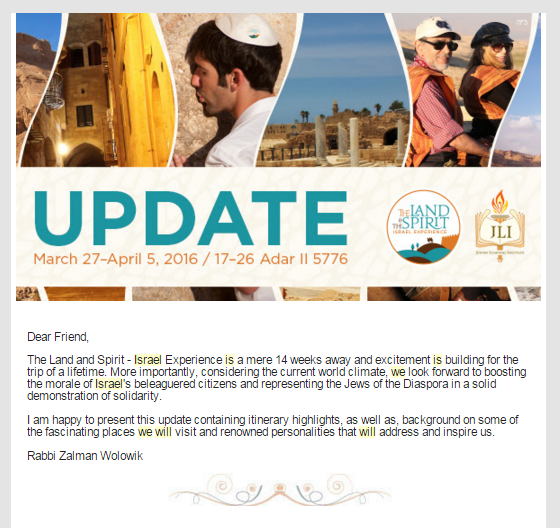 בס״ד
UPDATE
March 27–April 5, 2016 / 17–26 Adar II 5776
THE LAND
& THE SPIRIT
ISRAEL EXPERIENCE
JLI
Dear Friend,
The Land and Spirit - Israel Experience is a mere 14 weeks away and excitement is building for the
trip of a lifetime. More importantly, considering the current world climate, we look forward to boosting
the morale of Israel's beleaguered citizens and representing the Jews of the Diaspora in a solid
demonstration of solidarity.
I am happy to present this update containing itinerary highlights, as well as, background on some of
the fascinating places we will visit and renowned personalities that will address and inspire us.
Rabbi Zalman Wolowik